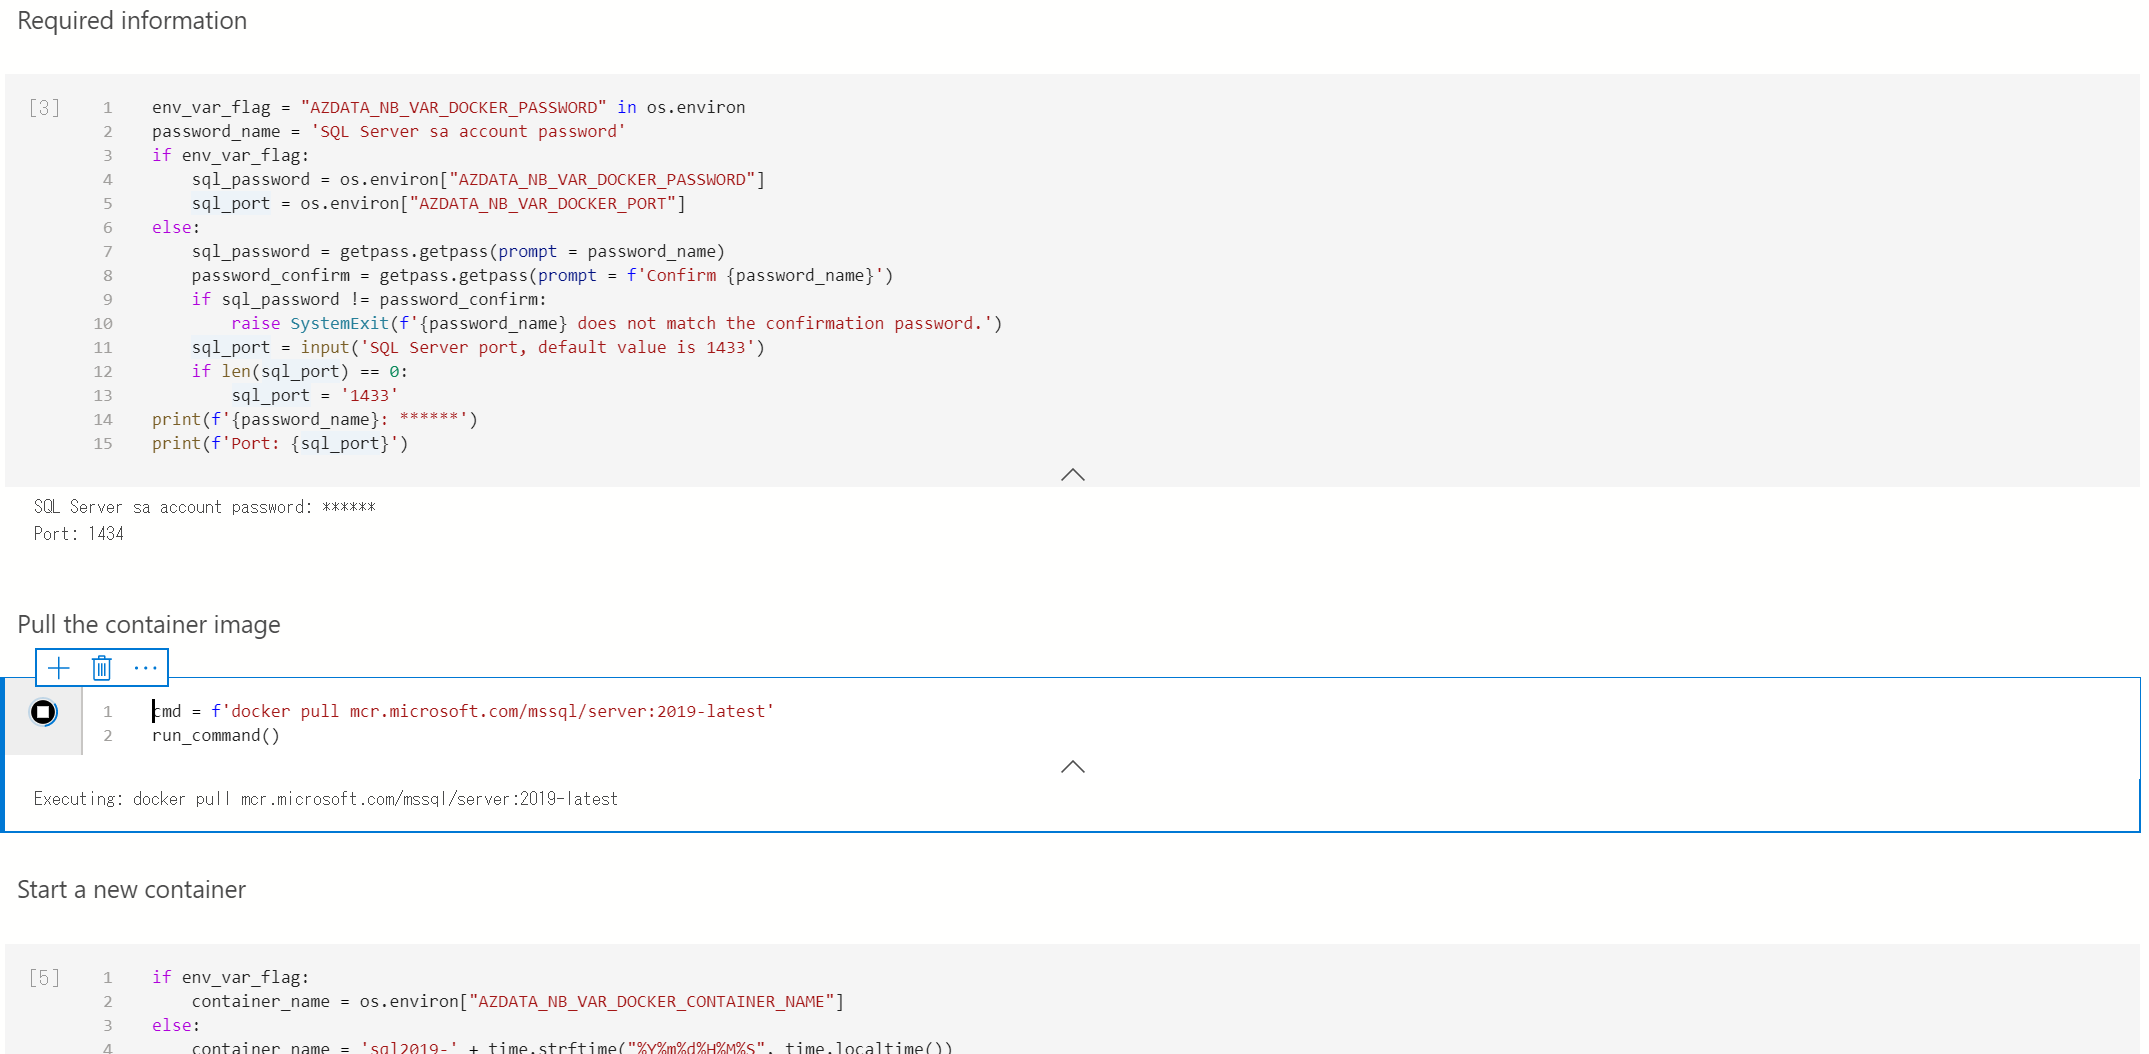 Required information
[3]
1 env_var_flag = "AZDATA_NB_VAR_DOCKER_PASSWORD" in os.environ
2 password_name = 'SQL Server sa account password'
3 if env_var_flag:
4     sql_password = os.environ["AZDATA_NB_VAR_DOCKER_PASSWORD"]
5     sql_port = os.environ["AZDATA_NB_VAR_DOCKER_PORT"]
6 else:
7     sql_password = getpass.getpass(prompt = password_name)
8     password_confirm = getpass.getpass(prompt = f'Confirm {password_name}')
9     if sql_password != password_confirm:
10         raise SystemExit(f'{password_name} does not match the confirmation password.')
11     sql_port = input('SQL Server port, default value is 1433')
12     if len(sql_port) == 0:
13         sql_port = '1433'
14 print(f'{password_name}: ******')
15 print(f'Port: {sql_port}')
SQL Server sa account password: ******
Port: 1434
Pull the container image
1 cmd = f'docker pull mcr.microsoft.com/mssql/server:2019-latest'
2 run_command()
Executing: docker pull mcr.microsoft.com/mssql/server:2019-latest
Start a new container
[5]
1 if env_var_flag:
2     container_name = os.environ["AZDATA_NB_VAR_DOCKER_CONTAINER_NAME"]
3 else:
4     container_name = 'sql2019-' + time.strftime("%Y%m%d%H%M%S", time.localtime())